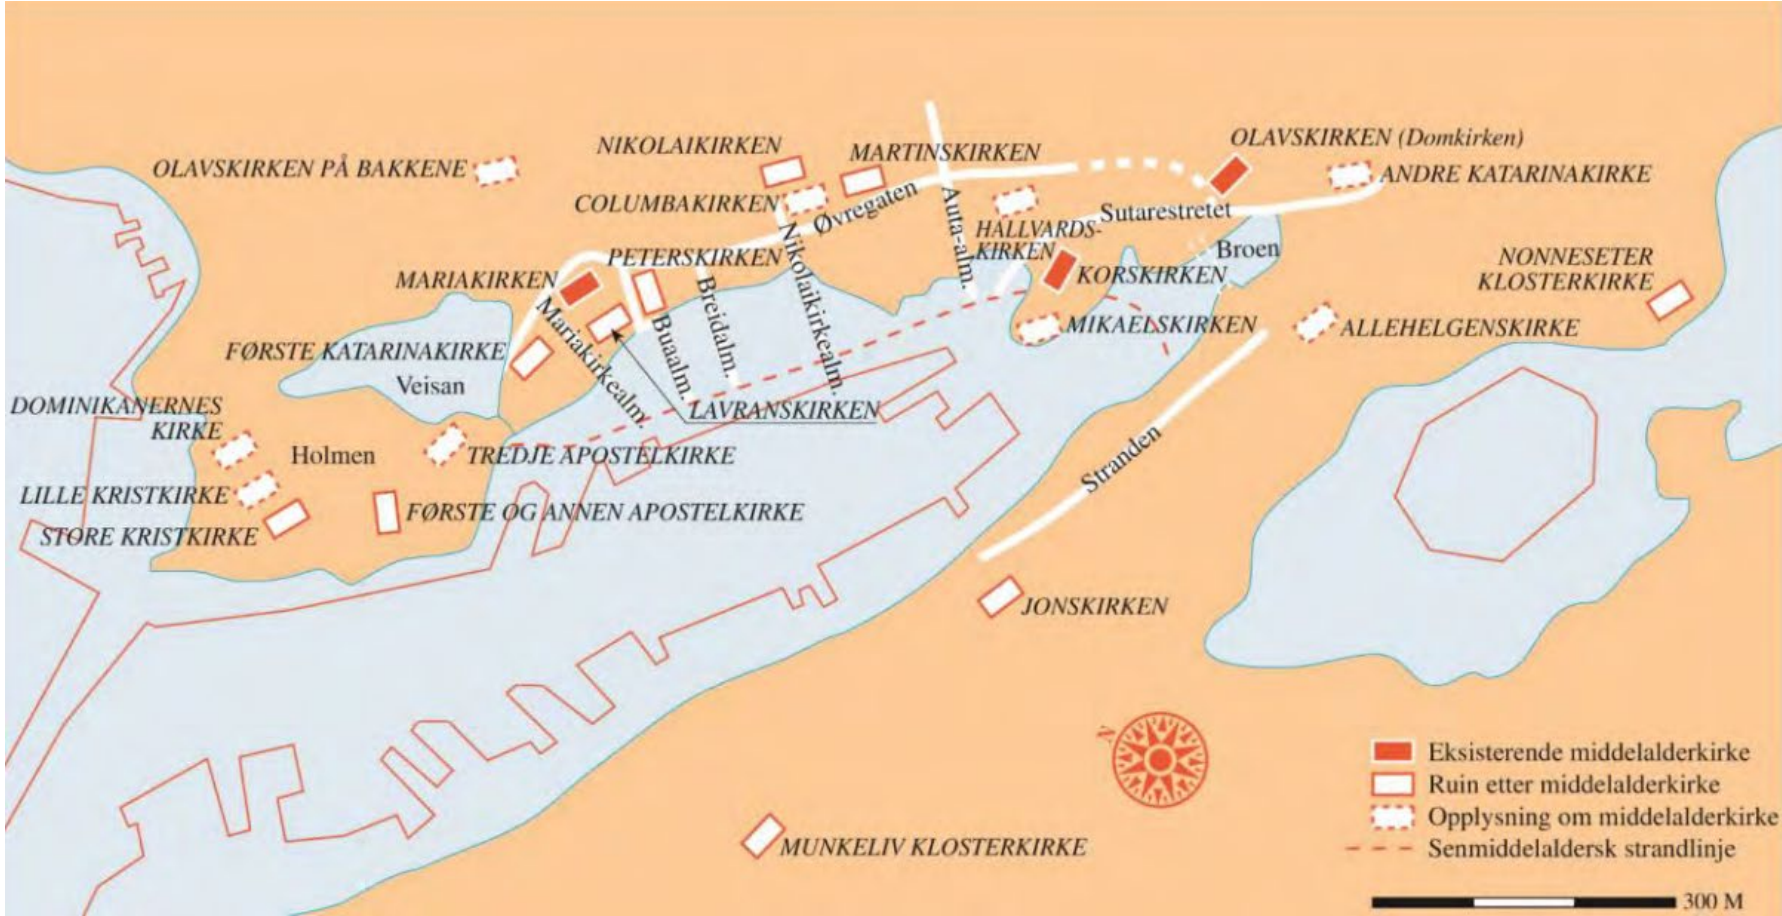 OLAVSKIRKEN (Domkirken)
NIKOLAIKIRKEN
MARTINSKIRKEN
OLAVSKIRKEN PÅ BAKKENE
ANDRE KATARINAKIRKE
COLUMBAKIRKEN
Øvregaten
Auta-alm.
Sutarestretet
HALLVARDS-
KIRKEN
Broen
PETERSKIRKEN
Nikolaikirkealm.
MARIAKIRKEN
KORSKIRKEN
NONNESETER
KLOSTERKIRKE
Breidalm.
Buaalm.
Mariakirkealm.
MIKAELSKIRKEN
ALLEHELGENSKIRKE
FØRSTE KATARINAKIRKE
Veisan
LAVRANSKIRKEN
DOMINIKANERNES
KIRKE
Holmen
TREDJE APOSTELKIRKE
Stranden
LILLE KRISTKIRKE
FØRSTE OG ANNEN APOSTELKIRKE
STORE KRISTKIRKE
JONSKIRKEN
N
MUNKELIV KLOSTERKIRKE
Eksisterende middelalderkirke
Ruin etter middelalderkirke
Opplysning om middelalderkirke
Senmiddelaldersk strandlinje
300 M